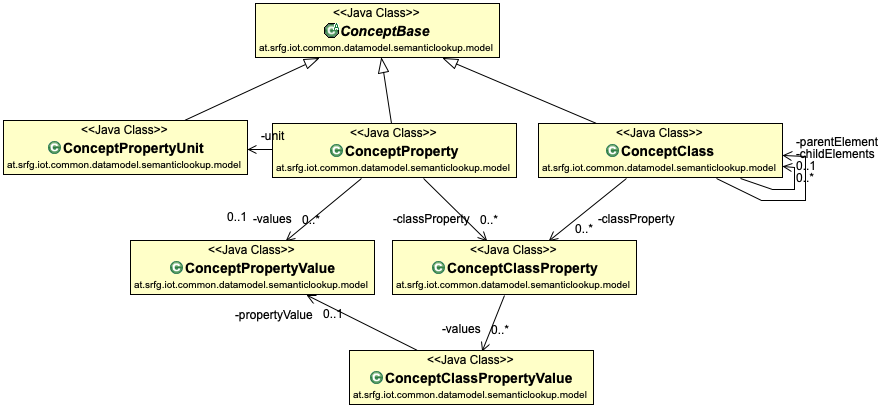 <<Java Class>>
ConceptBase
at.srfg.iot.common.datamodel.semanticlookup.model
<<Java Class>>
ConceptPropertyUnit
at.srfg.iot.common.datamodel.semanticlookup.model
-unit
<<Java Class>>
ConceptProperty
at.srfg.iot.common.datamodel.semanticlookup.model
<<Java Class>>
ConceptClass
at.srfg.iot.common.datamodel.semanticlookup.model
-parentElement
-childElements
0..1
0..*
0..1
-values
0..*
-classProperty
0..*
-classProperty
0..*
<<Java Class>>
ConceptPropertyValue
at.srfg.iot.common.datamodel.semanticlookup.model
<<Java Class>>
ConceptClassProperty
at.srfg.iot.common.datamodel.semanticlookup.model
-propertyValue
0..1
-values
0..*
<<Java Class>>
ConceptClassPropertyValue
at.srfg.iot.common.datamodel.semanticlookup.model